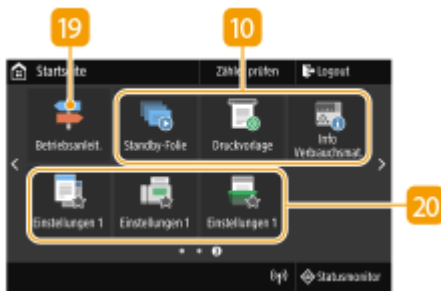 19 10
Startseite Zähler prüfen Logout
Betriebsanleit. Standby-Folie Druckvorlage Info
Verbrauchsmat.
Einstellungen 1 Einstellungen 1 Einstellungen 1
20
Statusmonitor